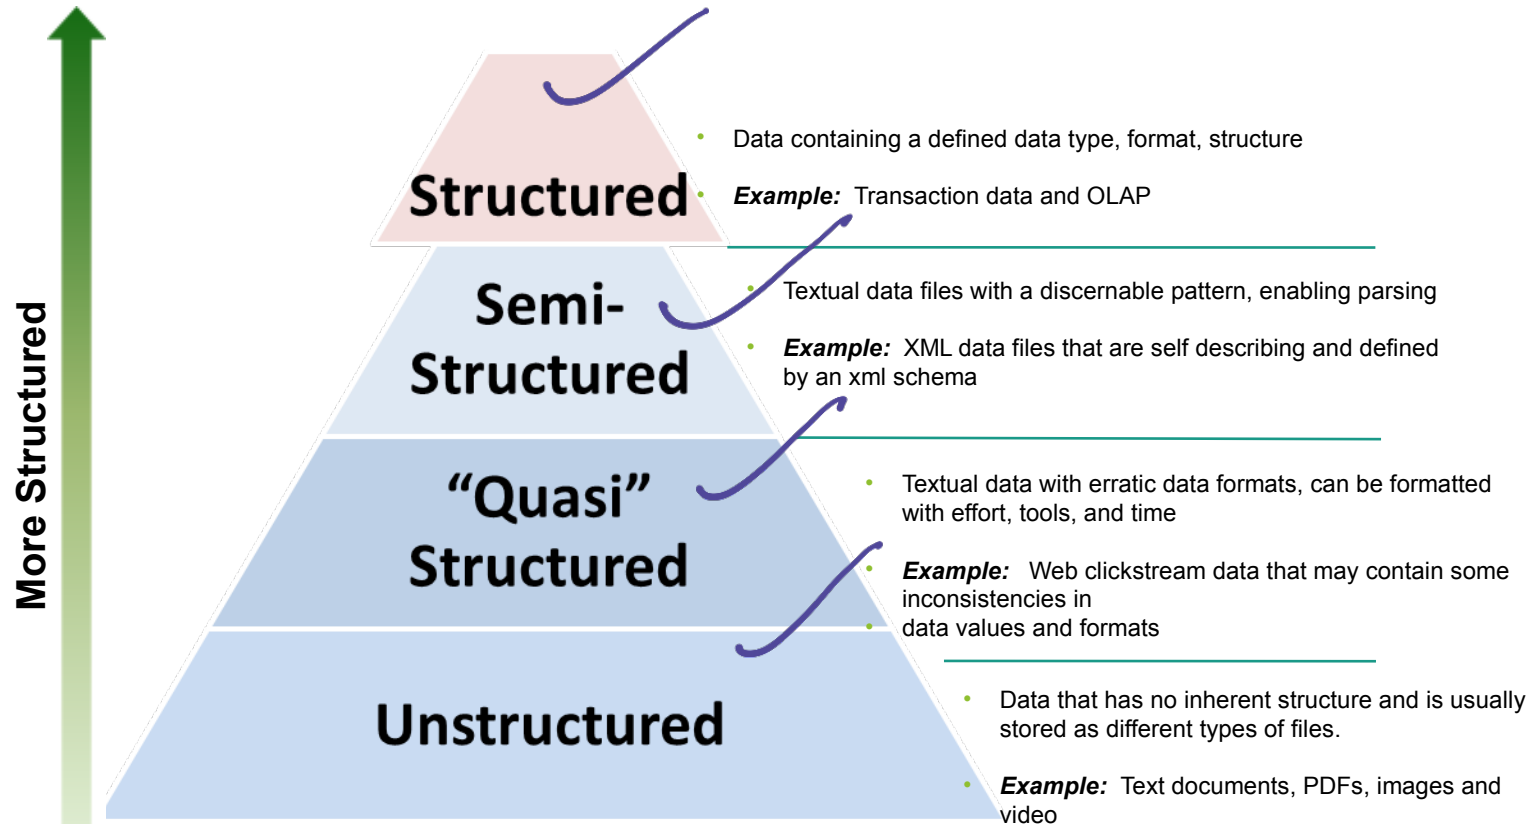 More Structured
Structured
• Data containing a defined data type, format, structure
• Example: Transaction data and OLAP
Semi-
Structured
• Textual data files with a discernable pattern, enabling parsing
• Example: XML data files that are self describing and defined
by an xml schema
“Quasi”
Structured
• Textual data with erratic data formats, can be formatted
with effort, tools, and time
• Example: Web clickstream data that may contain some
inconsistencies in
• data values and formats
Unstructured
• Data that has no inherent structure and is usually
stored as different types of files.
• Example: Text documents, PDFs, images and
video